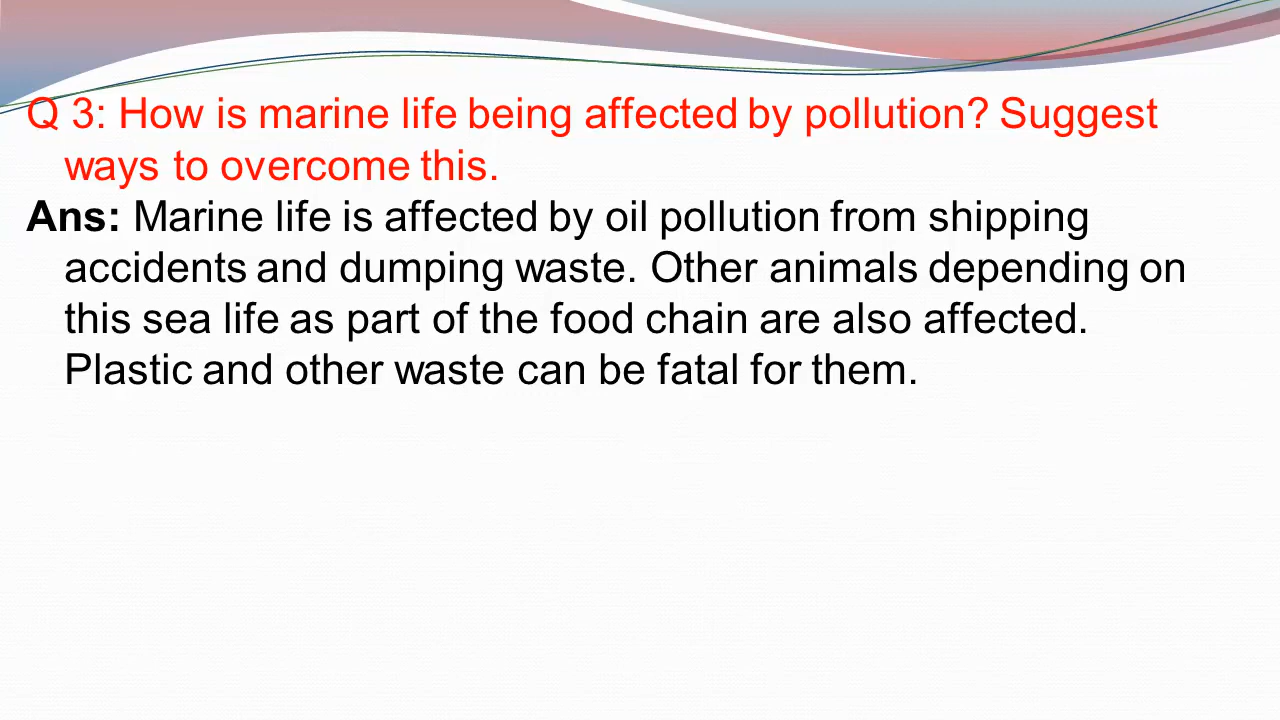 Q 3: How is marine life being affected by pollution? Suggest
ways to overcome this.
Ans: Marine life is affected by oil pollution from shipping
accidents and dumping waste. Other animals depending on
this sea life as part of the food chain are also affected.
Plastic and other waste can be fatal for them.